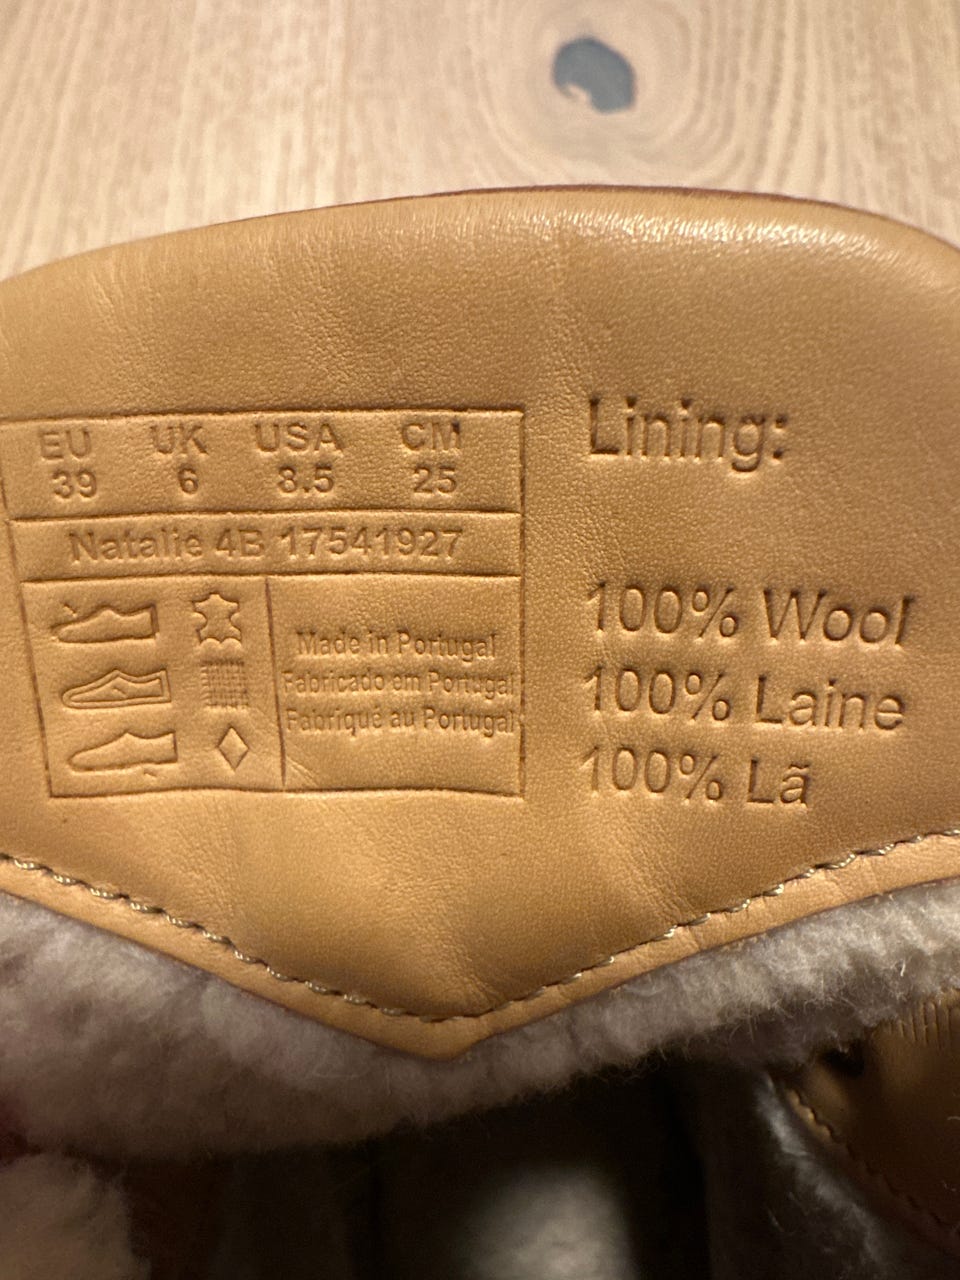 EU UK USA CM
39 6 8.5 25
Natalie 4B 17541927
Made in Portugal
Fabricado em Portugal
Fabriqué au Portugal
Lining:
100% Wool
100% Laine
100% Lã